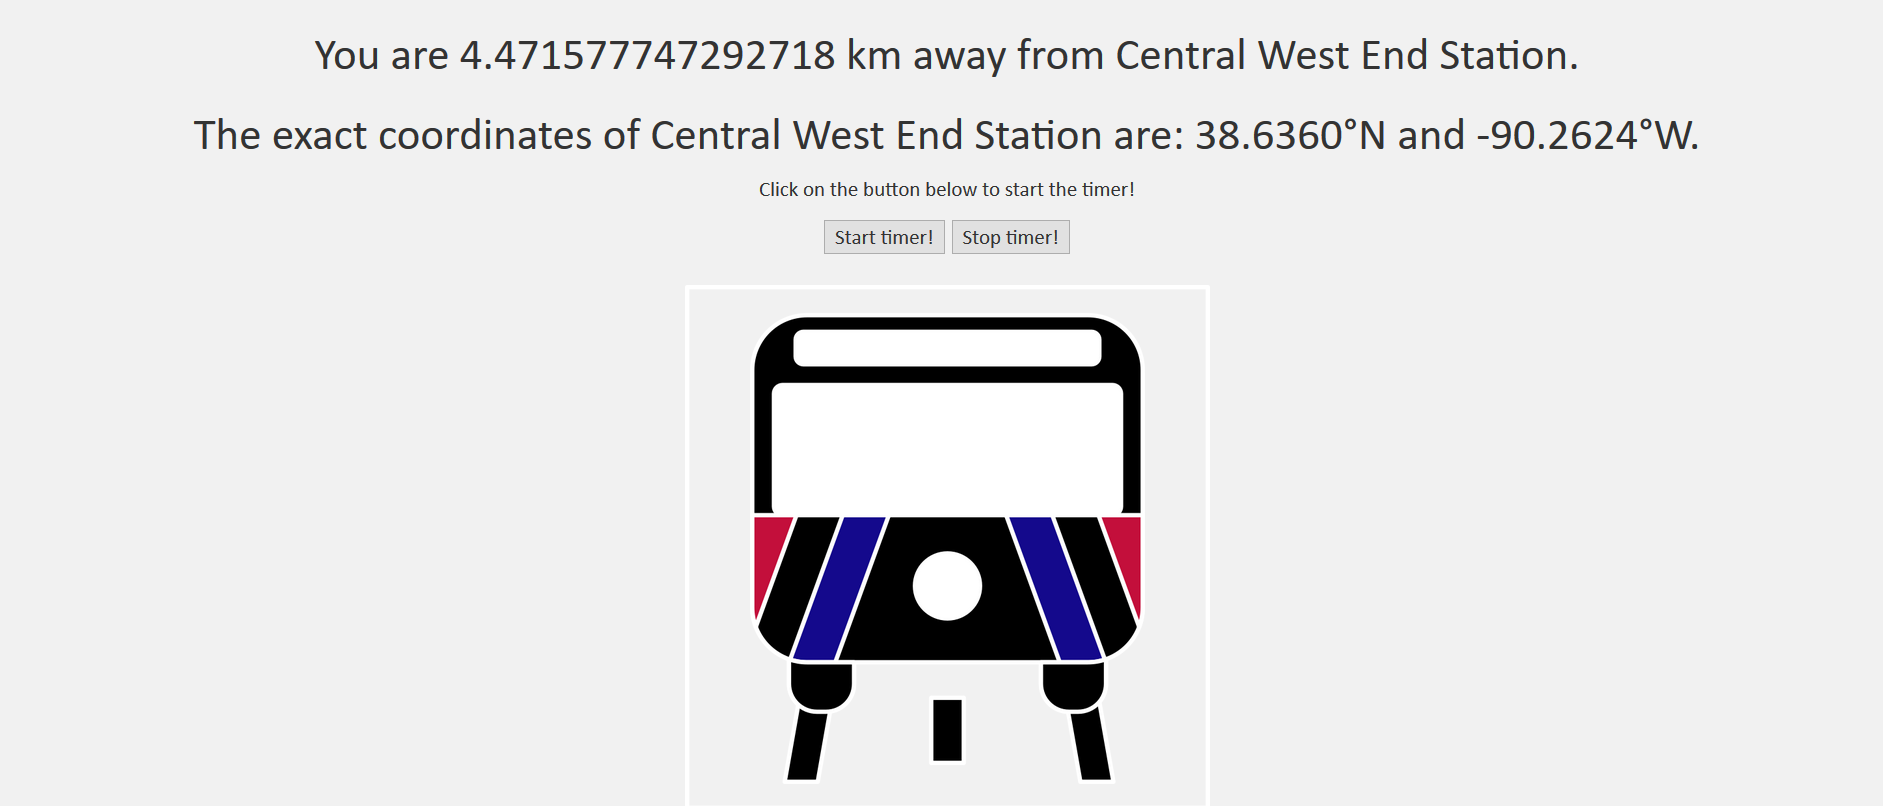 You are 4.471577747292718 km away from Central West End Station.
The exact coordinates of Central West End Station are: 38.6360°N and -90.2624°W.
Click on the button below to start the timer!
Start timer! Stop timer!